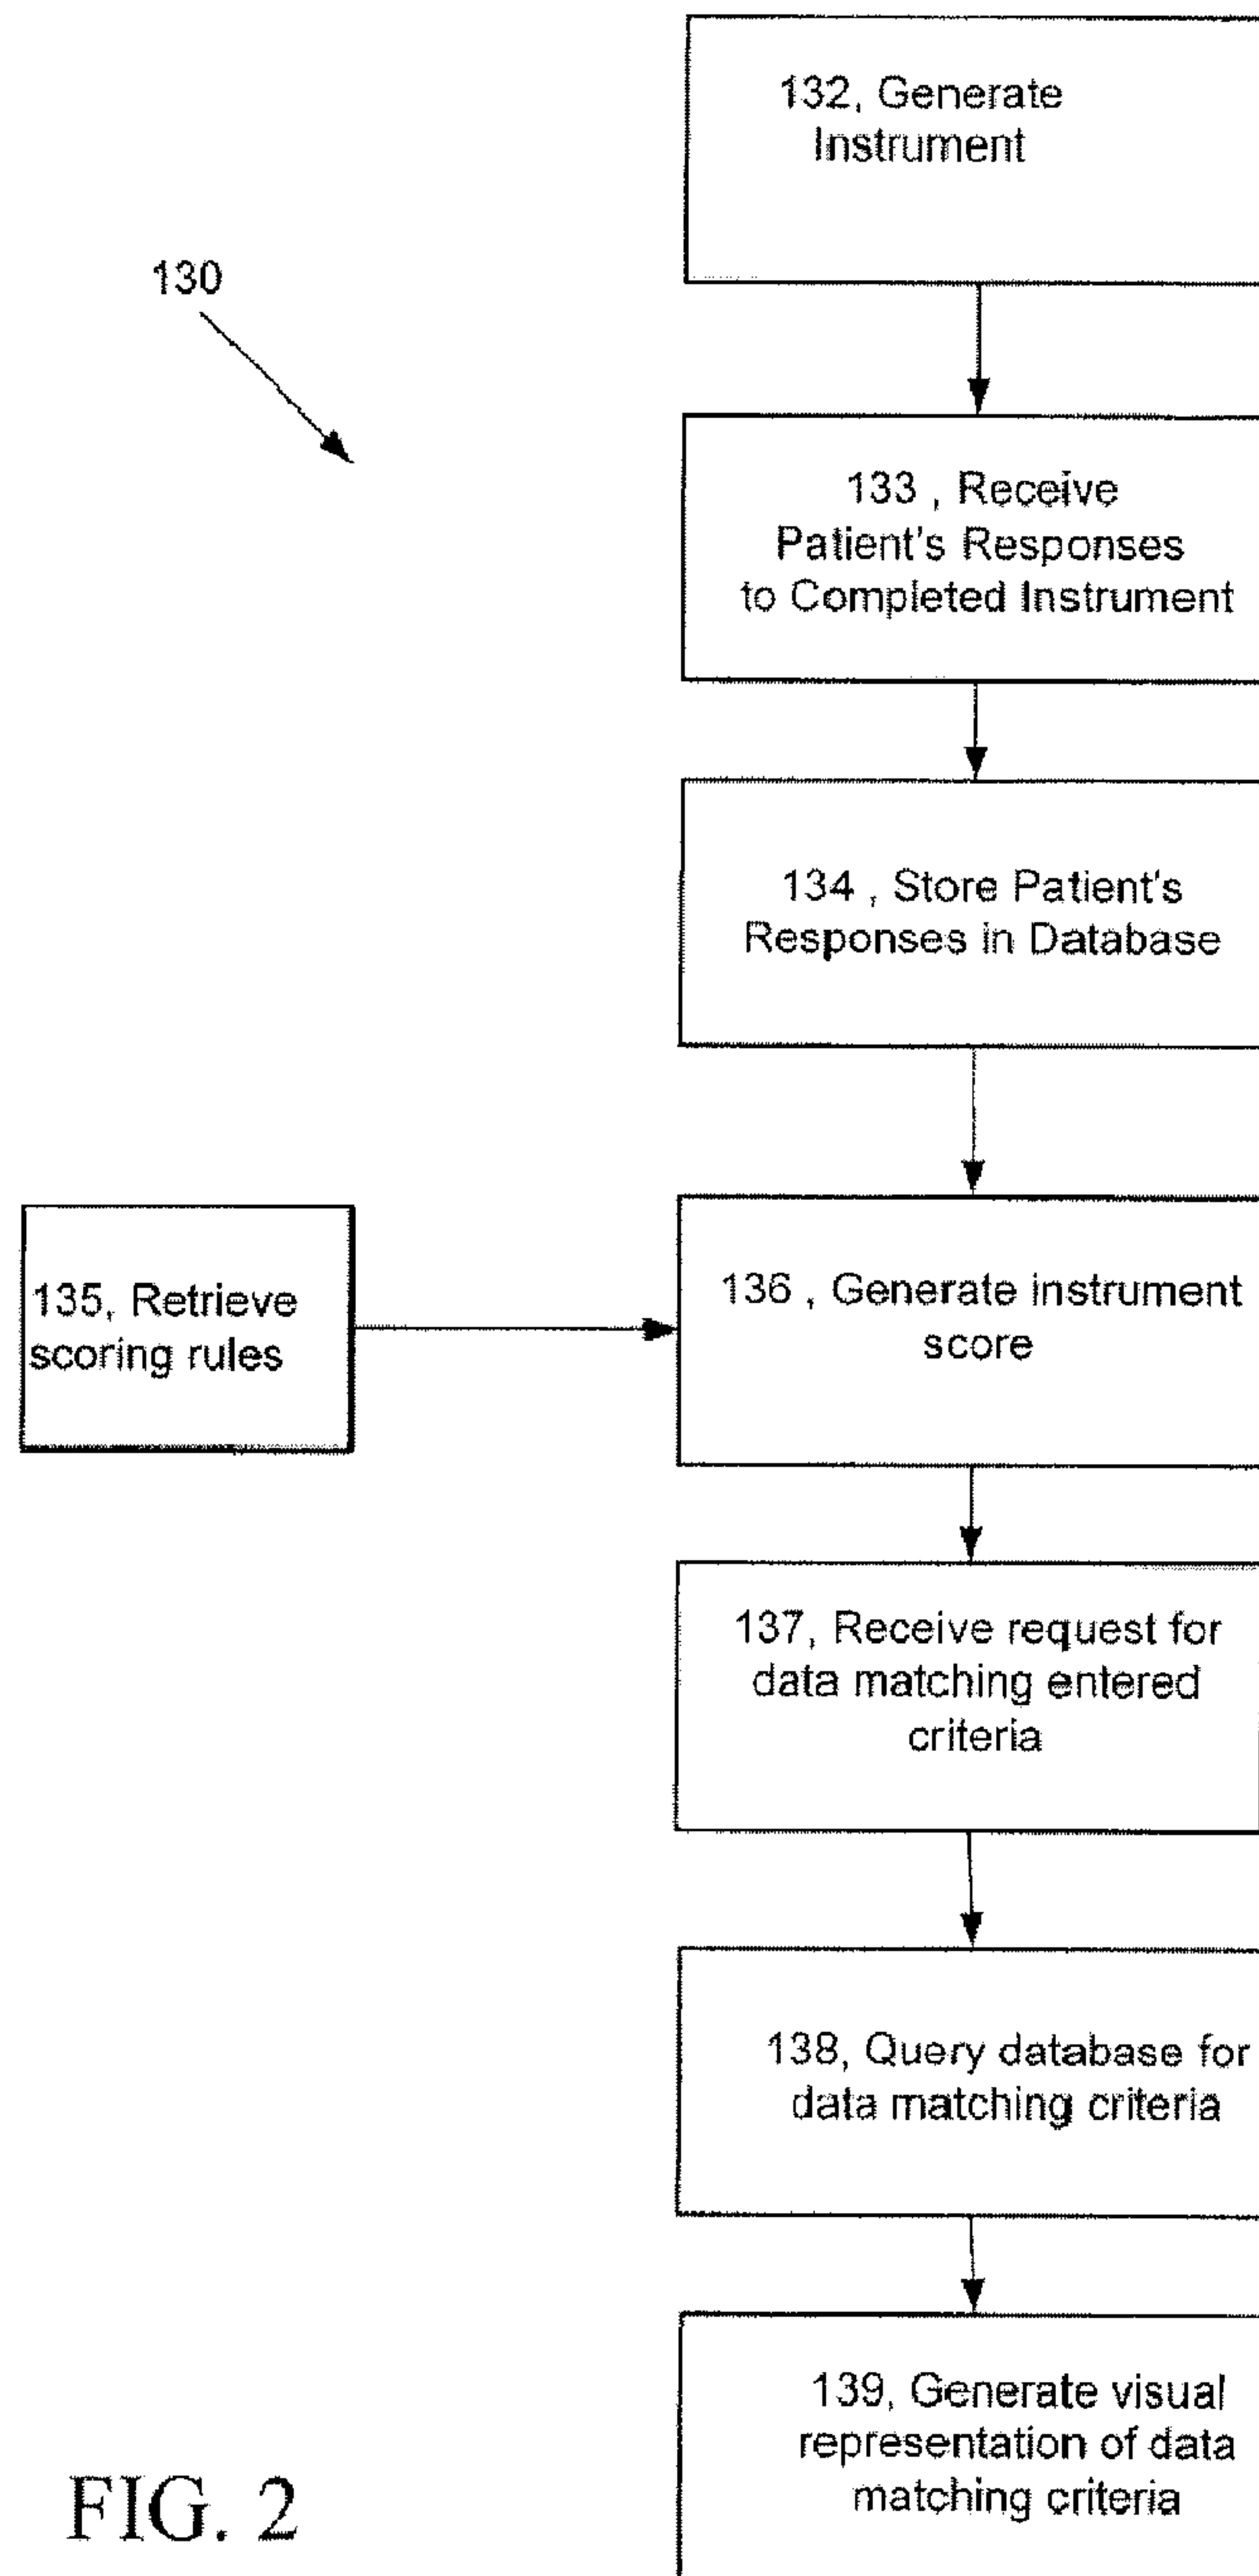 132, Generate
Instrument
130
133 , Receive
Patient's Responses
to Completed Instrument
134 , Store Patient's
Responses in Database
135, Retrieve
scoring rules
136 , Generate instrument
score
137, Receive request for
data matching entered
criteria
138, Query database for
data matching criteria
139, Generate visual
representation of data
matching criteria
FIG. 2